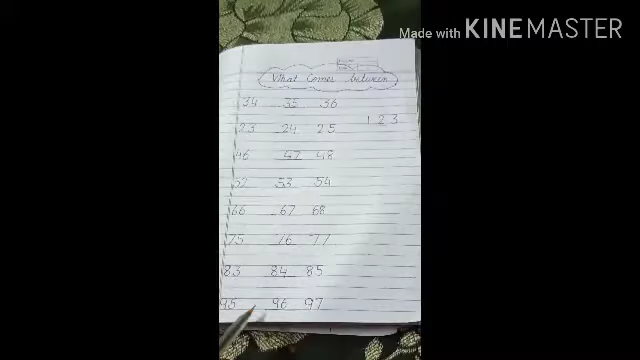 Made with KINEMASTER
What Comes between
34 35 36
1 2 3
23 24 25
46 47 48
52 53 54
66 67 68
75 76 77
83 84 85
95 96 97